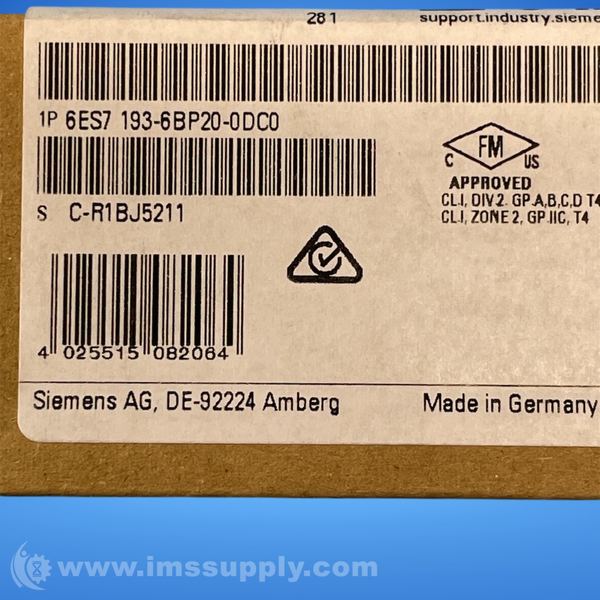 281
support.industry.sieme
1P 6ES7 193-6BP20-0DC0
C FM US
APPROVED
CL.I, DIV.2. GP.A,B,C,D T4
CL.I, ZONE 2, GP.IIC, T4
S C-R1BJ5211
4 025515 082064
Siemens AG, DE-92224 Amberg
Made in Germany
www.imssupply.com